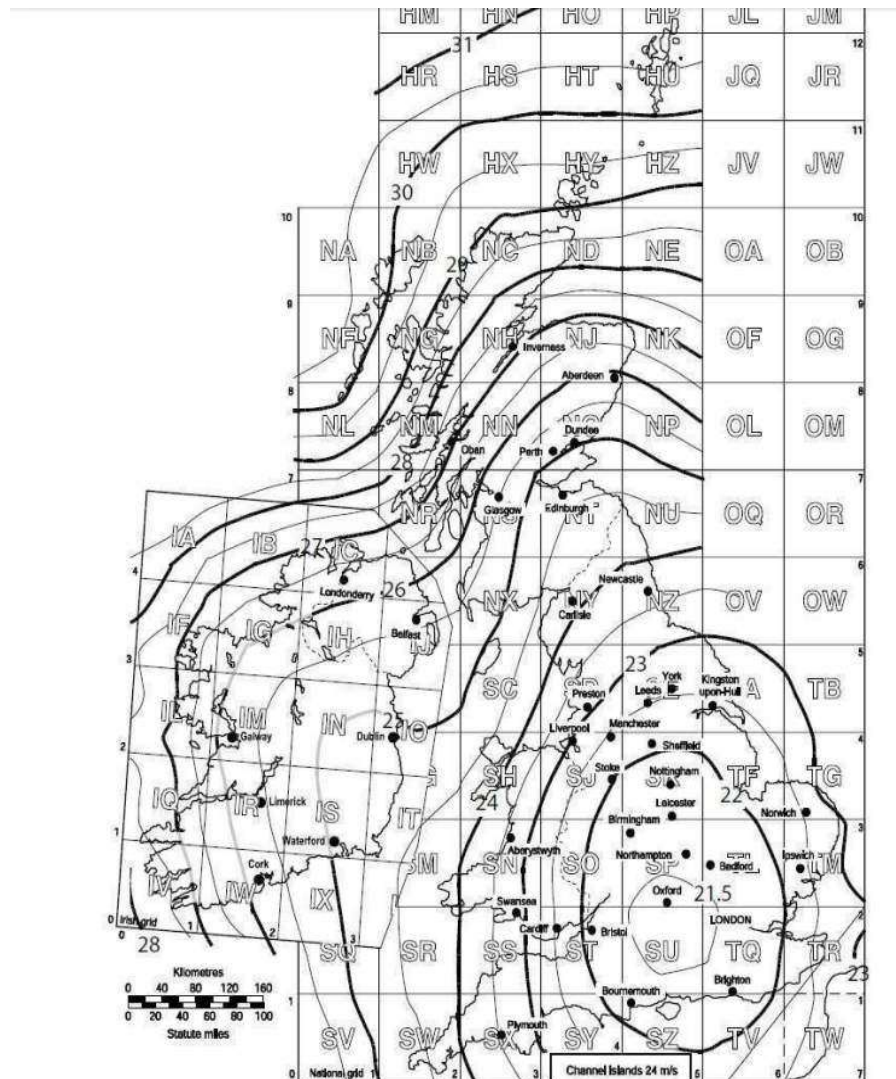 HM HN HO HP JL JM
31
12
HR HS HT HU JQ JR
11
HW HX HY HZ JV JW
30
10
10
NA NB NC ND NE OA OB
29
9
9
NF NG NH NJ NK OF OG
Inverness
Aberdeen
8
8
NL NM NN NO NP OL OM
Dundee
Oban
Perth
28
7
7
NR NS NT NU OQ OR
Glasgow
Edinburgh
IA IB IC
27
6
6
4
Londonderry
26
Newcastle
NX NY NZ OV OW
Carlisle
IF IG IH IJ
Belfast
5
5
3
23
SC SD SE TA TB
York
Kingston
upon-Hull
Preston
Leeds
IL IM IN IO
25
Galway
Dublin
Liverpool
Manchester
4
4
2
Sheffield
Stoke
SH SJ SK TF TG
Nottingham
24
22
IQ IR IS IT
Limerick
Leicester
Norwich
Birmingham
3
3
1
Waterford
Aberystwyth
SM SN SO SP TL TM
Northampton
Bedford
Ipswich
Cork
IV IW IX
Oxford
21.5
Swansea
LONDON
2
2
0
Irish grid
0
1
2
3
28
Cardiff
Bristol
SQ SR SS ST SU TQ TR
Kilometres
0 40 80 120 160
0 20 40 60 80 100
Statute miles
23
Bournemouth
Brighton
1
1
Plymouth
SV SW SX SY SZ TV TW
0
National grid
1
2
3
4
5
6
7
Channel Islands 24 m/s